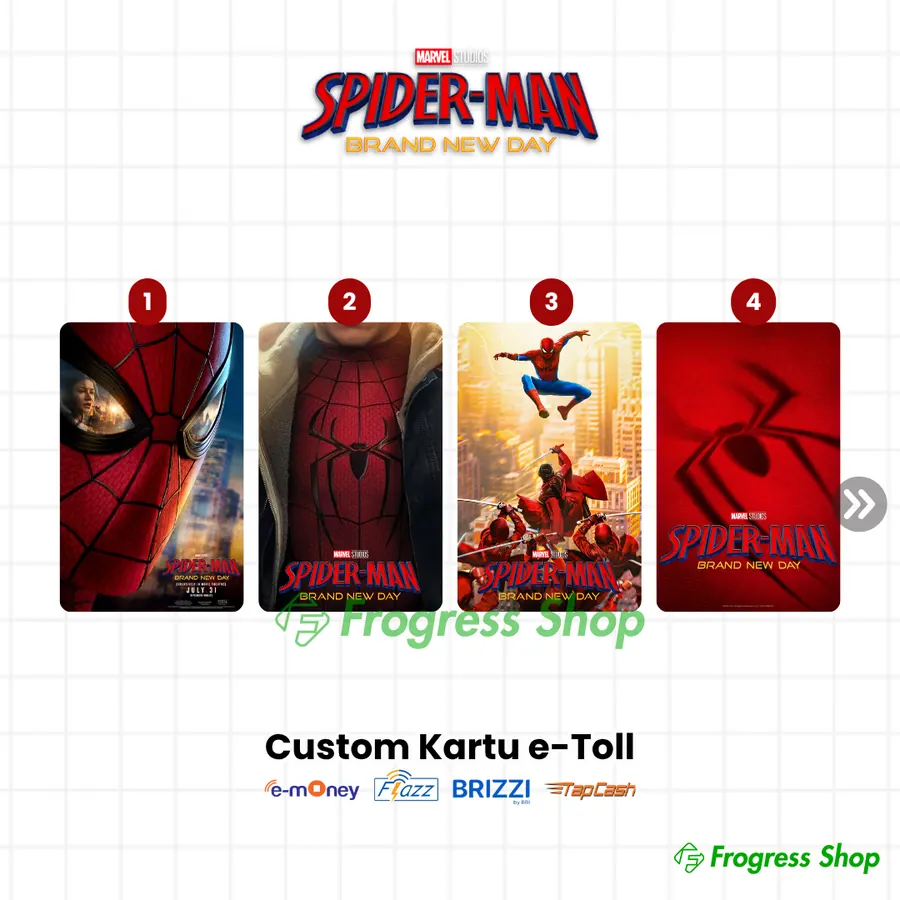 MARVEL STUDIOS
SPIDER-MAN
BRAND NEW DAY
1
2
3
4
SPIDER-MAN
BRAND NEW DAY
JULY 31
MARVEL STUDIOS
SPIDER-MAN
BRAND NEW DAY
MARVEL STUDIOS
SPIDER-MAN
BRAND NEW DAY
MARVEL STUDIOS
SPIDER-MAN
BRAND NEW DAY
Frogress Shop
Custom Kartu e-Toll
e-money Flazz BRIZZI TapCash
by BRI
Frogress Shop